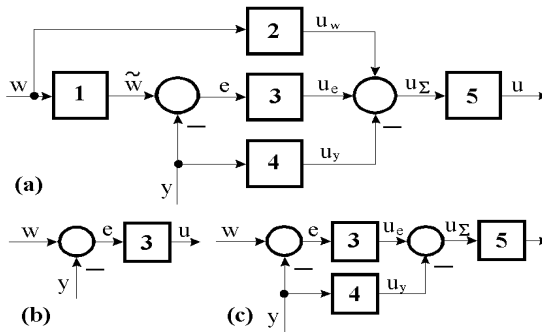 2 u_w
w 1 w̃ e 3 u_e u_Σ 5 u
−
−
4 u_y
(a) y
w e 3 u
−
y
(b)
w e 3 u_e u_Σ 5
−
−
4 u_y
y
(c)